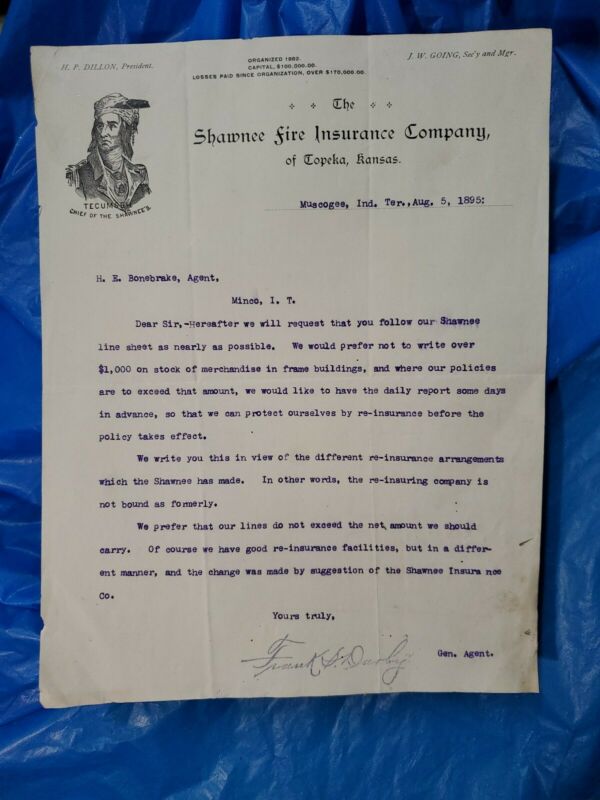 H. P. DILLON, President.
ORGANIZED 1882.
CAPITAL, $100,000.00.
LOSSES PAID SINCE ORGANIZATION, OVER $170,000.00.
J. W. GOING, Sec'y and Mgr.
The
Shawnee Fire Insurance Company,
of Topeka, Kansas.
TECUMSEH
CHIEF OF THE SHAWNEE'S.
Muscogee, Ind. Ter., Aug. 5, 1895:
H. E. Bonebrake, Agent,
Minco, I. T.
Dear Sir,-Hereafter we will request that you follow our Shawnee
line sheet as nearly as possible. We would prefer not to write over
$1,000 on stock of merchandise in frame buildings, and where our policies
are to exceed that amount, we would like to have the daily report some days
in advance, so that we can protect ourselves by re-insurance before the
policy takes effect.
We write you this in view of the different re-insurance arrangements
which the Shawnee has made. In other words, the re-insuring company is
not bound as formerly.
We prefer that our lines do not exceed the net amount we should
carry. Of course we have good re-insurance facilities, but in a differ-
ent manner, and the change was made by suggestion of the Shawnee Insura nce
Co.
Yours truly,
Frank S. Darby
Gen. Agent.